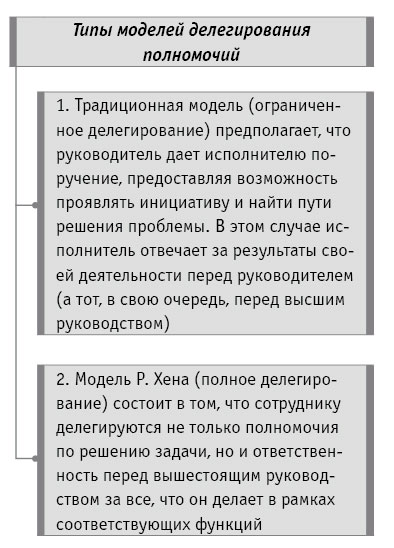 Типы моделей делегирования
полномочий
1. Традиционная модель (ограничен-
ное делегирование) предполагает, что
руководитель дает исполнителю по-
ручение, предоставляя возможность
проявлять инициативу и найти пути
решения проблемы. В этом случае ис-
полнитель отвечает за результаты сво-
ей деятельности перед руководителем
(а тот, в свою очередь, перед высшим
руководством)
2. Модель Р. Хена (полное делегиро-
вание) состоит в том, что сотруднику
делегируются не только полномочия
по решению задачи, но и ответствен-
ность перед вышестоящим руковод-
ством за все, что он делает в рамках
соответствующих функций